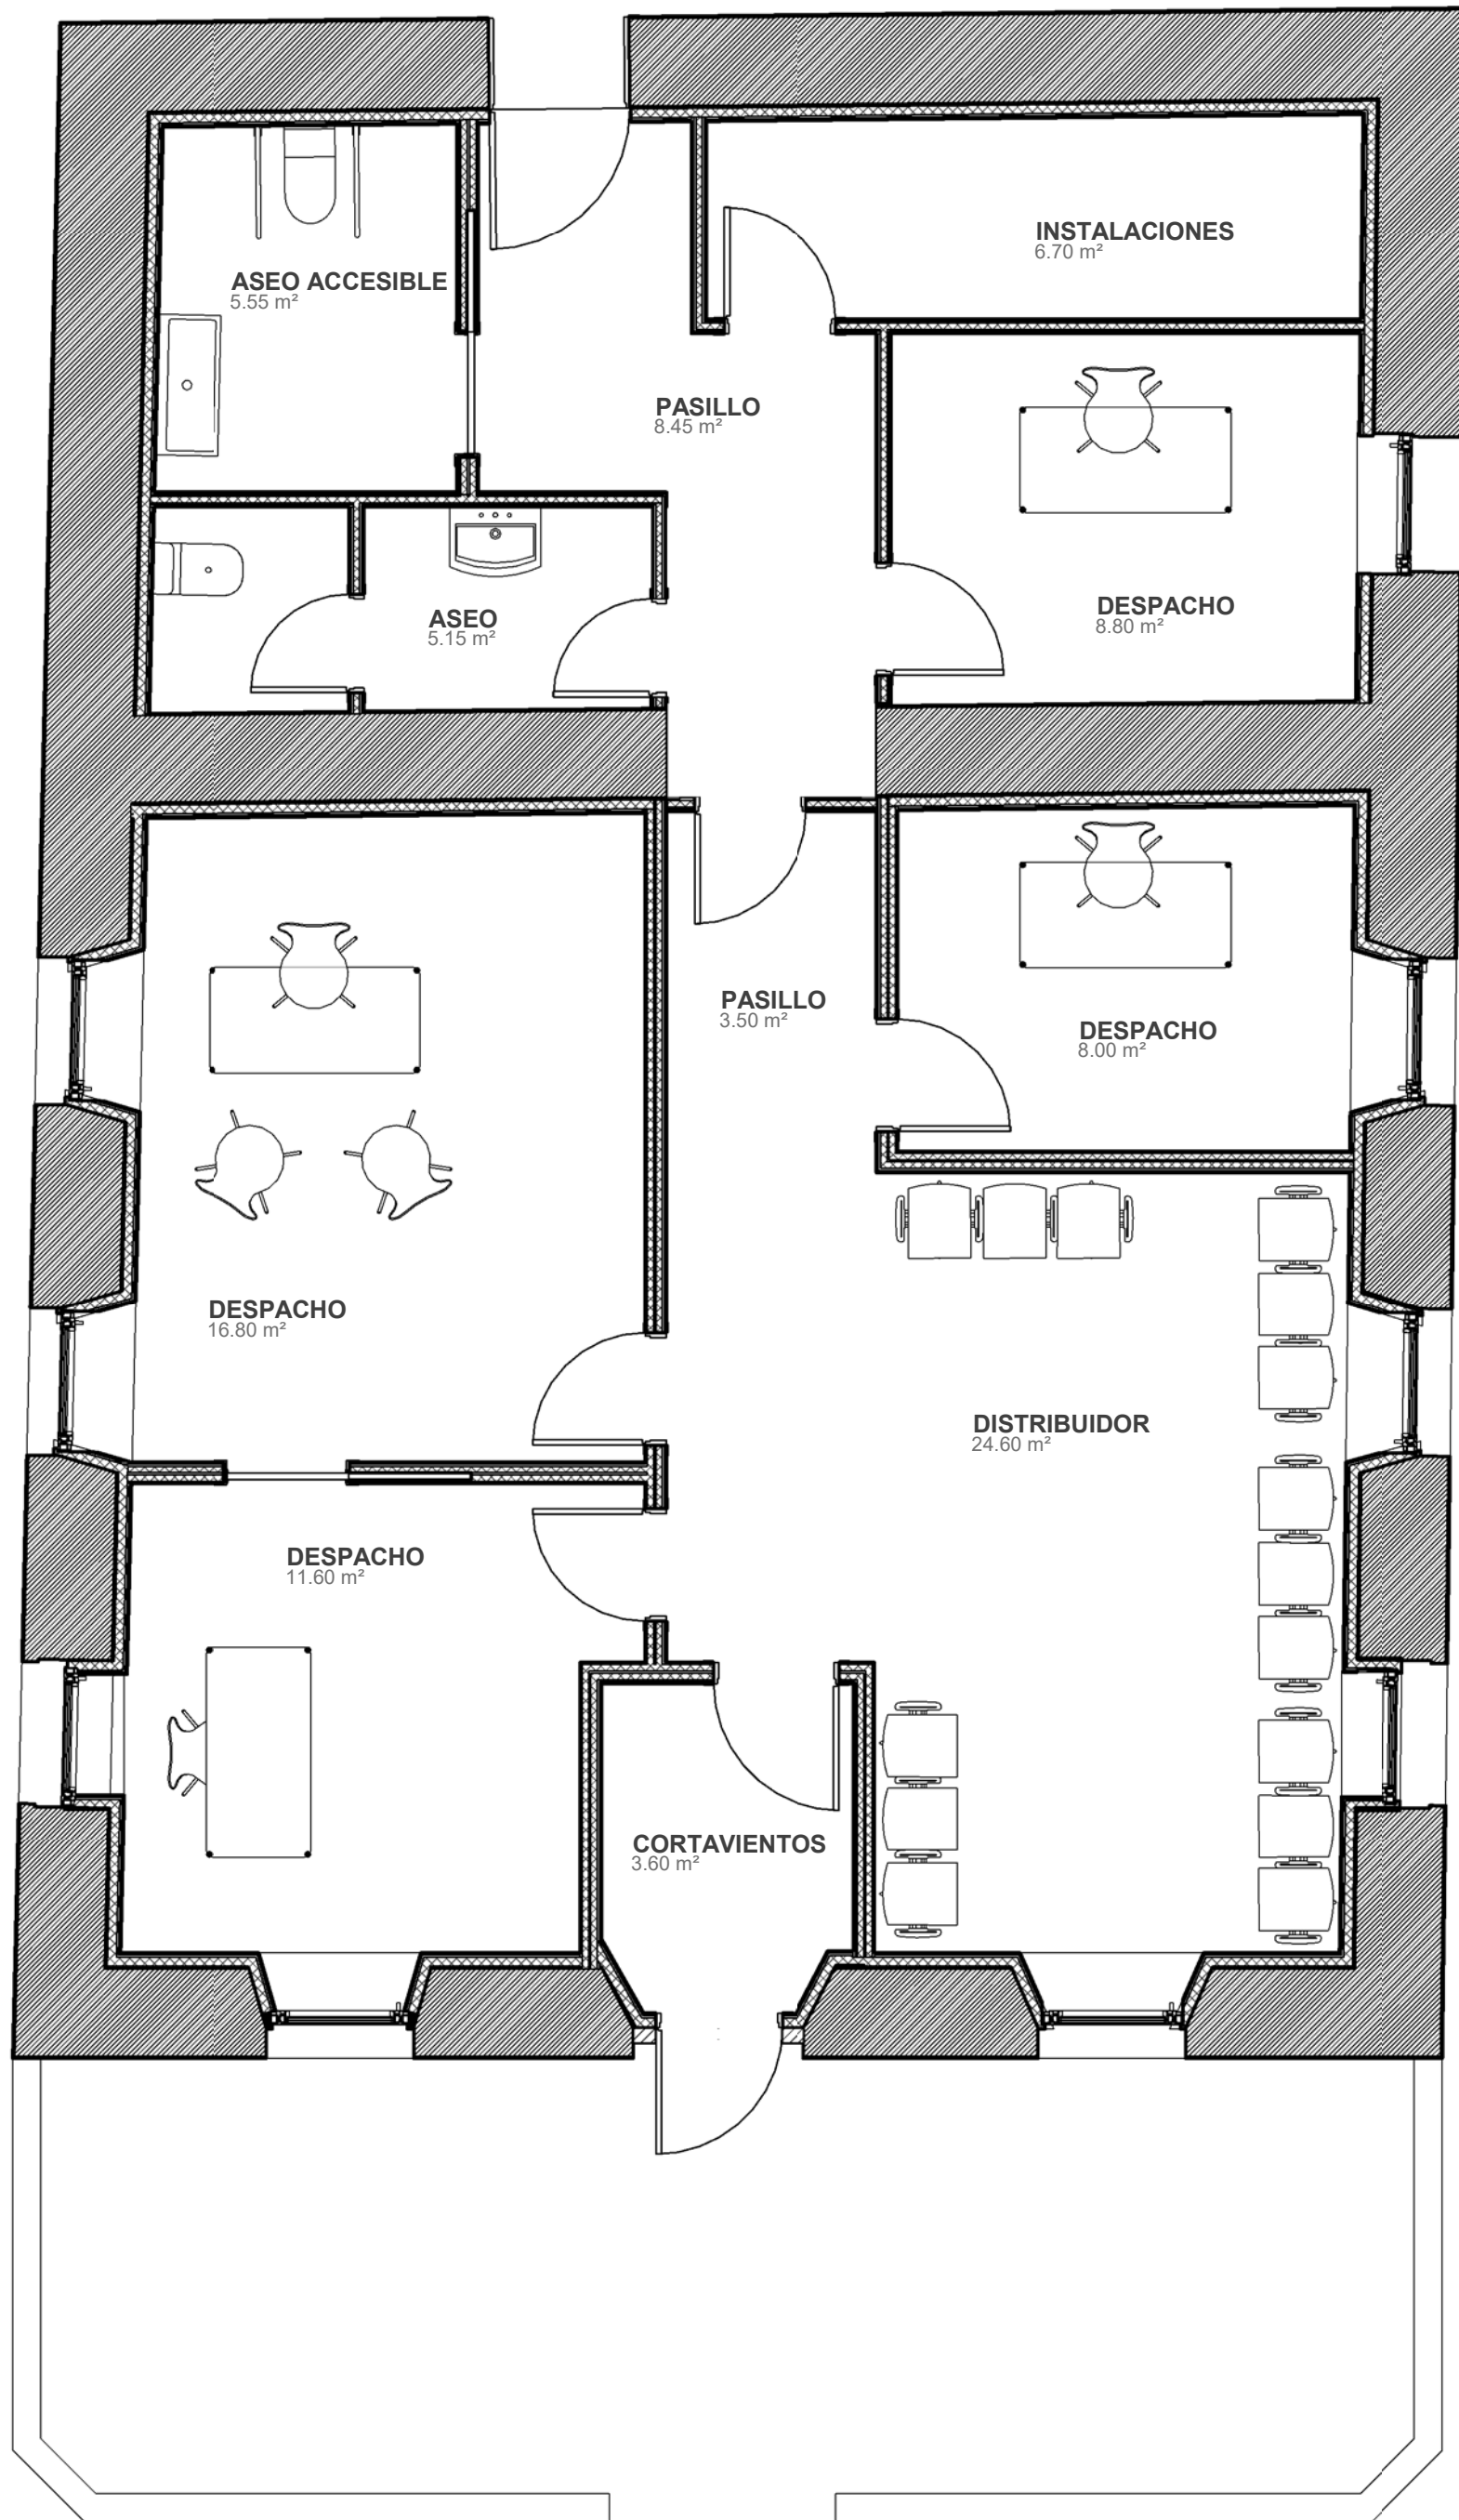 INSTALACIONES
6.70 m²
ASEO ACCESIBLE
5.55 m²
PASILLO
8.45 m²
DESPACHO
8.80 m²
ASEO
5.15 m²
PASILLO
3.50 m²
DESPACHO
8.00 m²
DESPACHO
16.80 m²
DISTRIBUIDOR
24.60 m²
DESPACHO
11.60 m²
CORTAVIENTOS
3.60 m²